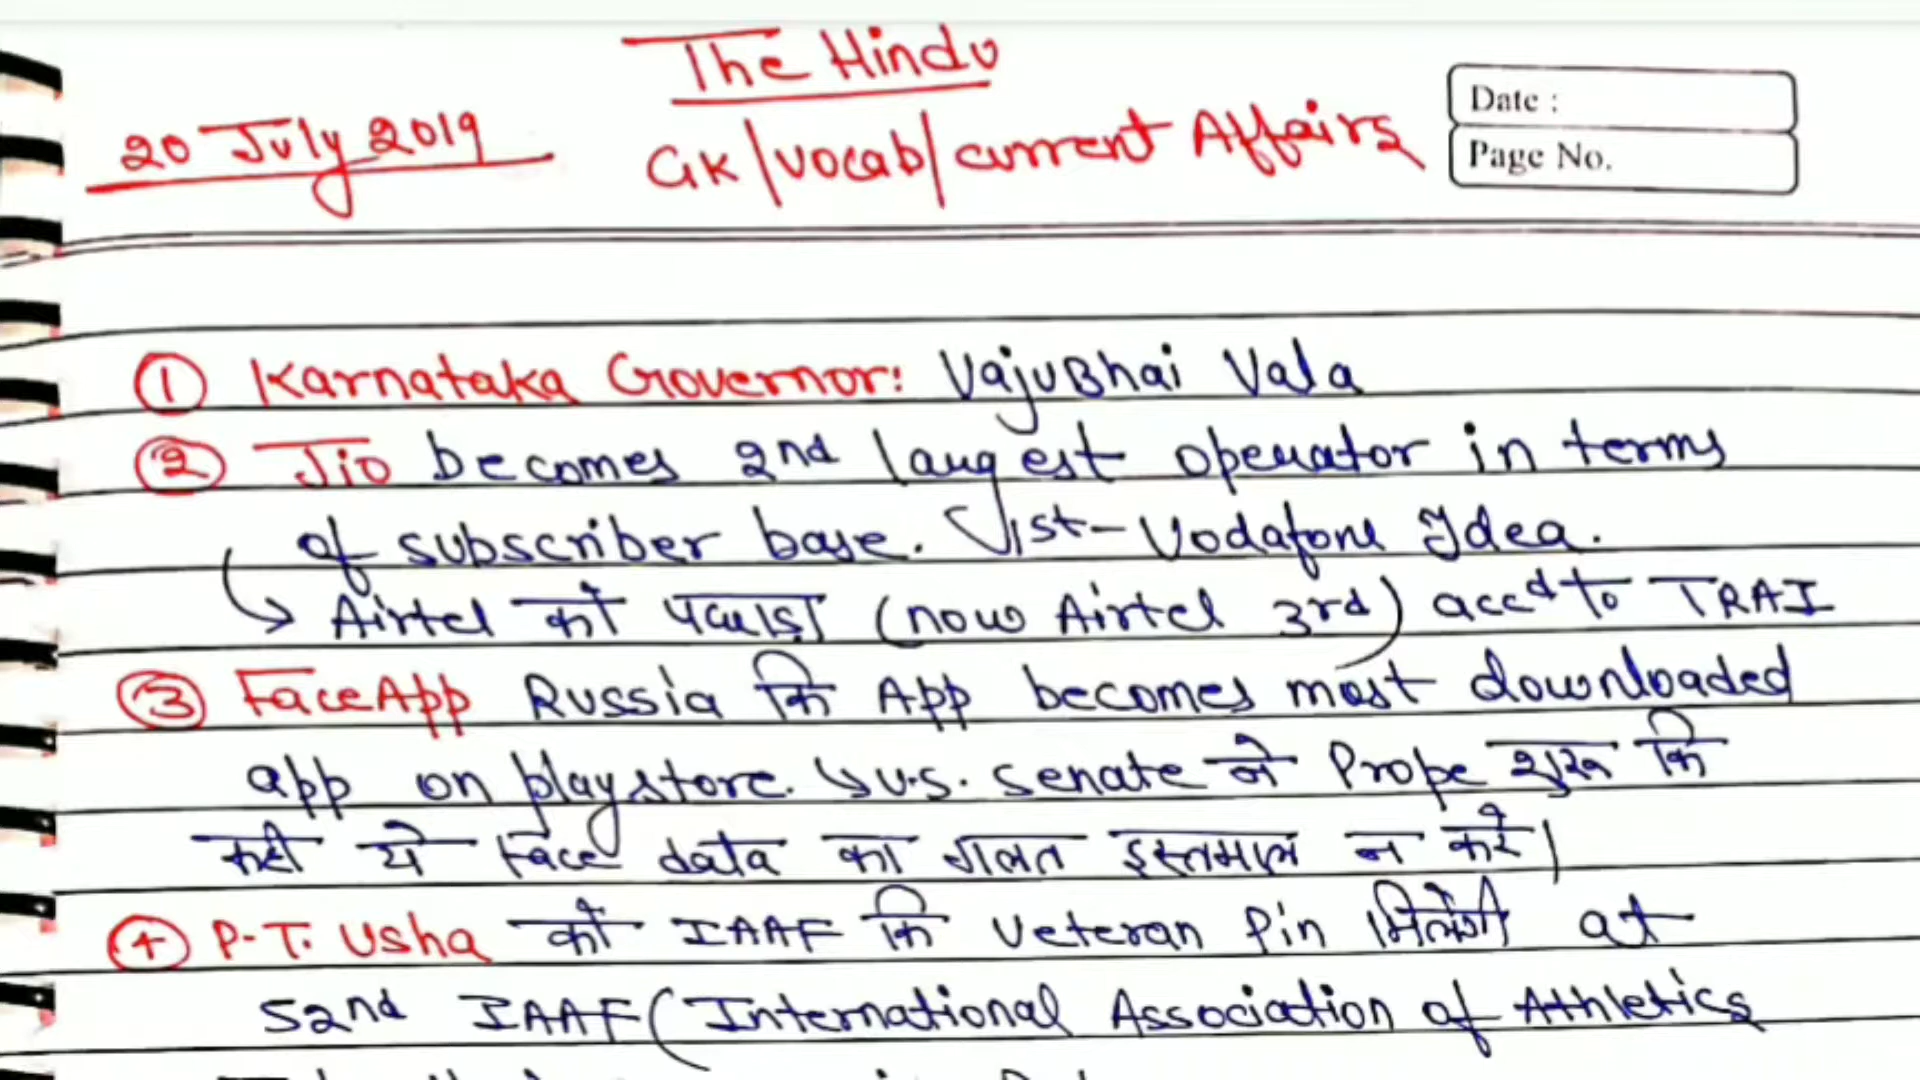 The Hindu
20 July 2019
GK/vocab/current Affairs
Date :
Page No.
① Karnataka Governor: VajuBhai Vala
② Jio becomes 2nd largest operator in terms
of subscriber base. 1st- Vodafone Idea.
↳ Airtel को पछाड़ा (now Airtel 3rd) accd to TRAI
③ FaceApp Russia कि App becomes most downloaded
app on playstore. ↳ U.S. senate ने Prope शुरू कि
कही ये Face data का गलत इस्तमाल न करे।
④ P.T. Usha को IAAF कि Veteran Pin मिलेगी at
52nd IAAF (International Association of Athletics